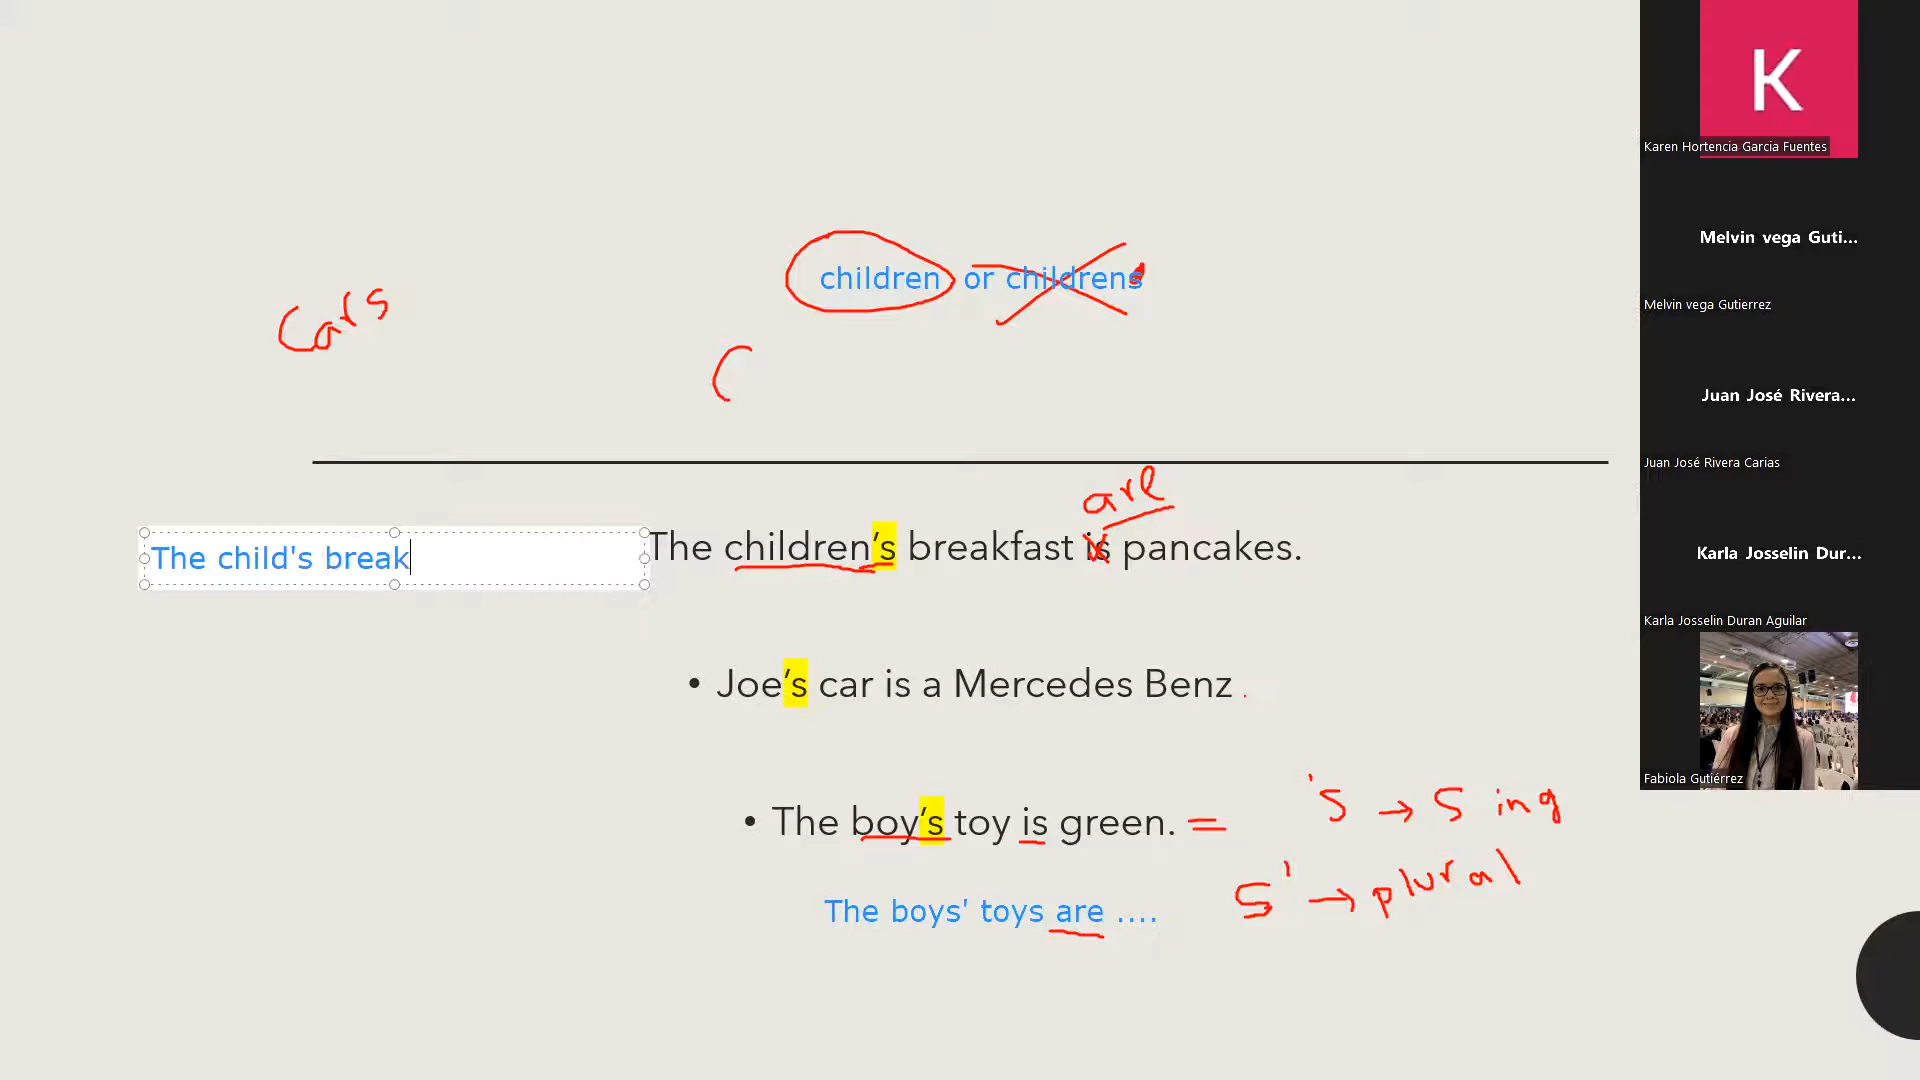 children or childrens
Cars
are
The children’s breakfast is pancakes.
The child's break
• Joe’s car is a Mercedes Benz .
• The boy’s toy is green. =
's → sing
The boys' toys are ....
s' → plural
K
Karen Hortencia Garcia Fuentes
Melvin vega Guti...
Melvin vega Gutierrez
Juan José Rivera...
Juan José Rivera Carias
Karla Josselin Dur...
Karla Josselin Duran Aguilar
Fabiola Gutiérrez